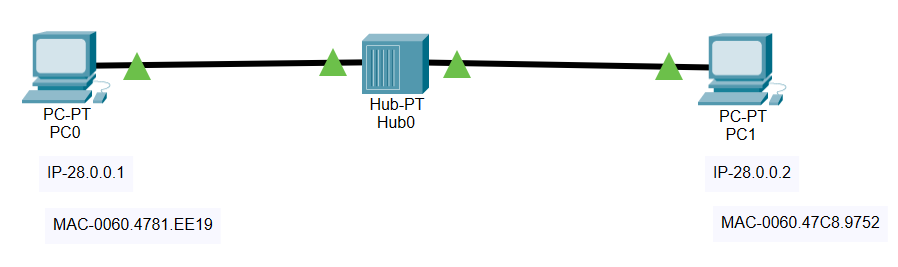 PC-PT
PC0
Hub-PT
Hub0
PC-PT
PC1
IP-28.0.0.1
IP-28.0.0.2
MAC-0060.4781.EE19
MAC-0060.47C8.9752